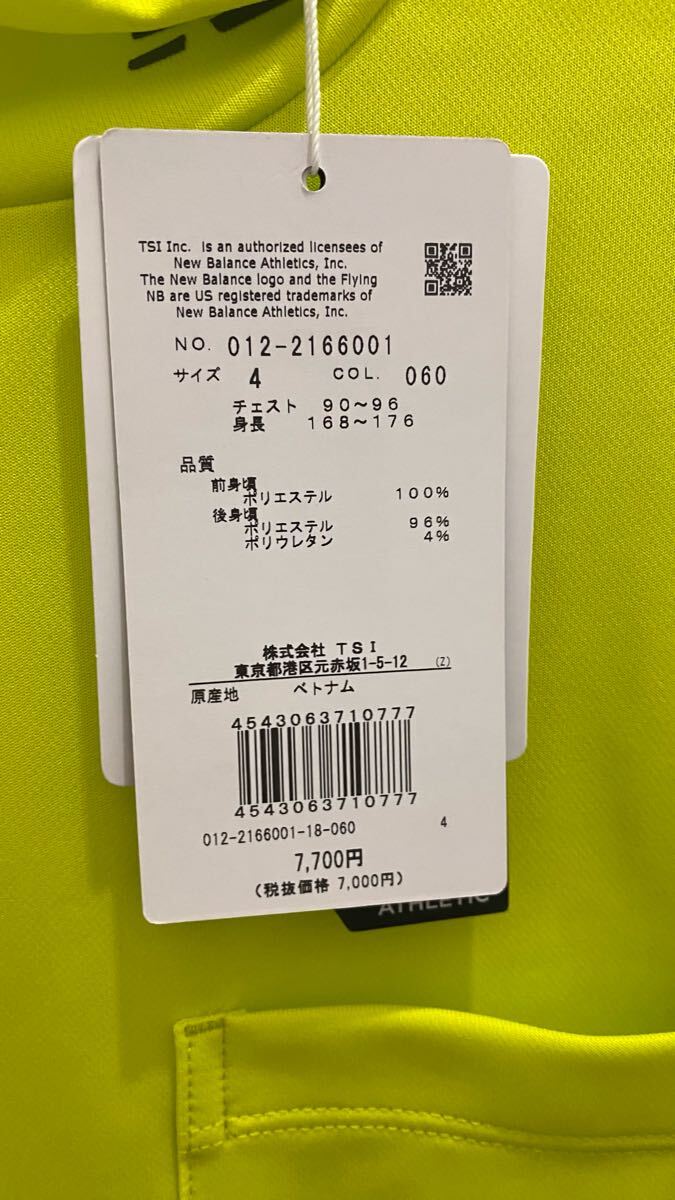 TSI Inc. is an authorized licensees of
New Balance Athletics, Inc.
The New Balance logo and the Flying
NB are US registered trademarks of
New Balance Athletics, Inc.
NO. 012-2166001
サイズ 4 COL. 060
チェスト 90～96
身長 168～176
品質
前身頃
ポリエステル 100%
後身頃
ポリエステル 96%
ポリウレタン 4%
株式会社 TSI
東京都港区元赤坂1-5-12 (Z)
原産地 ベトナム
4543063710777
4543063710777
012-2166001-18-060 4
7,700円
(税抜価格 7,000円)
ATHLETIC